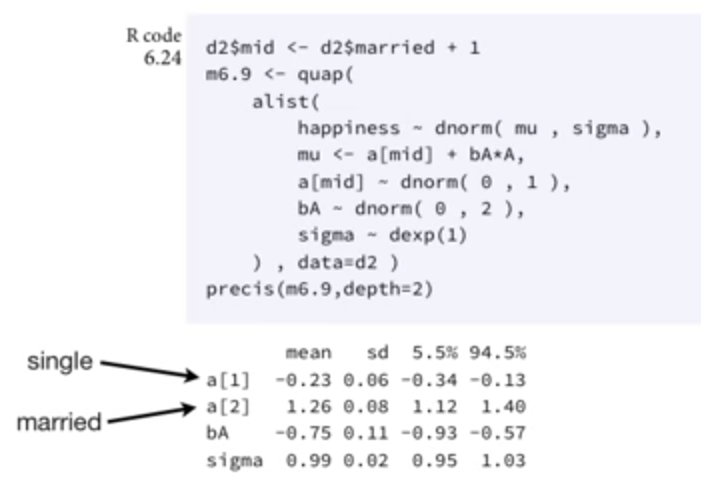 R code
6.24
d2$mid <- d2$married + 1
m6.9 <- quap(
alist(
happiness ~ dnorm( mu , sigma ),
mu <- a[mid] + bA*A,
a[mid] ~ dnorm( 0 , 1 ),
bA ~ dnorm( 0 , 2 ),
sigma ~ dexp(1)
) , data=d2 )
precis(m6.9,depth=2)
mean sd 5.5% 94.5%
single
a[1] -0.23 0.06 -0.34 -0.13
married
a[2] 1.26 0.08 1.12 1.40
bA -0.75 0.11 -0.93 -0.57
sigma 0.99 0.02 0.95 1.03